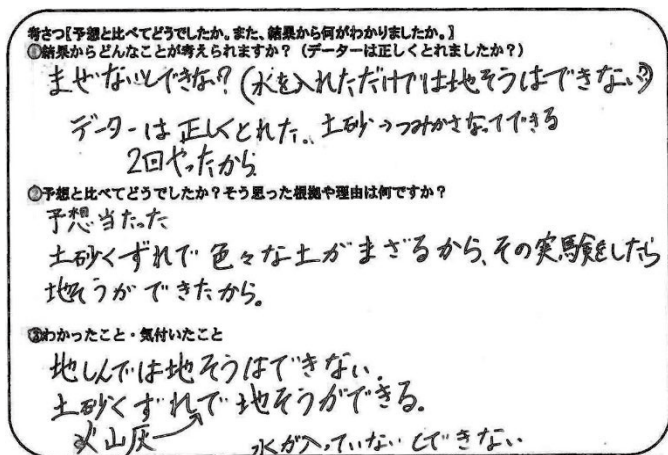 考さつ〖予想と比べてどうでしたか。また、結果から何がわかりましたか。〗
①結果からどんなことが考えられますか?(データーは正しくとれましたか?)
まぜないとできない?(水を入れただけでは地そうはできない?)
データーは正しくとれた。土砂→つみかさなってできる
2回やったから
②予想と比べてどうでしたか?そう思った根拠や理由は何ですか?
予想当たった
土砂くずれで色々な土がまざるから、その実験をしたら
地そうができたから。
③わかったこと・気付いたこと
地しんでは地そうはできない。
土砂くずれで地そうができる。
火山灰→ 水が入っていないとできない